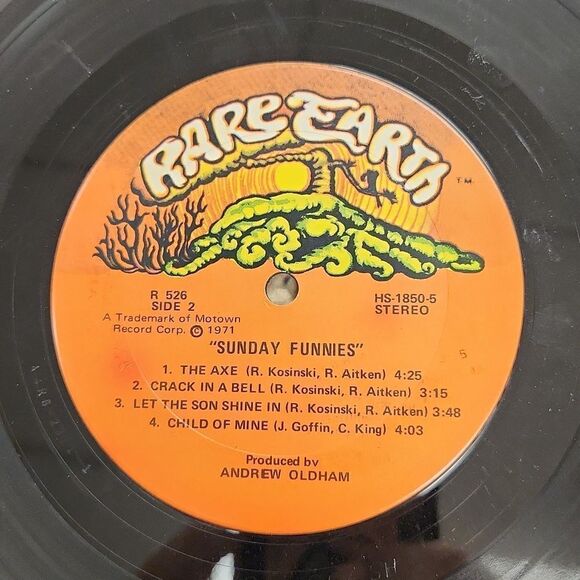 RARE EARTH
TM
R 526
SIDE 2
HS-1850-5
STEREO
A Trademark of Motown
Record Corp. © 1971
"SUNDAY FUNNIES"
1. THE AXE (R. Kosinski, R. Aitken) 4:25
2. CRACK IN A BELL (R. Kosinski, R. Aitken) 3:15
3. LET THE SON SHINE IN (R. Kosinski, R. Aitken) 3:48
4. CHILD OF MINE (J. Goffin, C. King) 4:03
Produced by
ANDREW OLDHAM